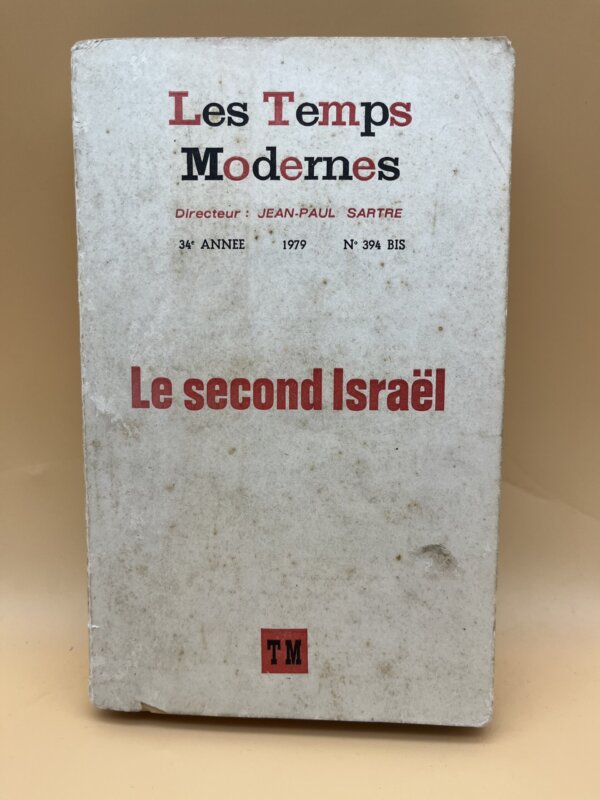 Les Temps
Modernes
Directeur : JEAN-PAUL SARTRE
34e ANNEE 1979 N° 394 BIS
Le second Israël
TM